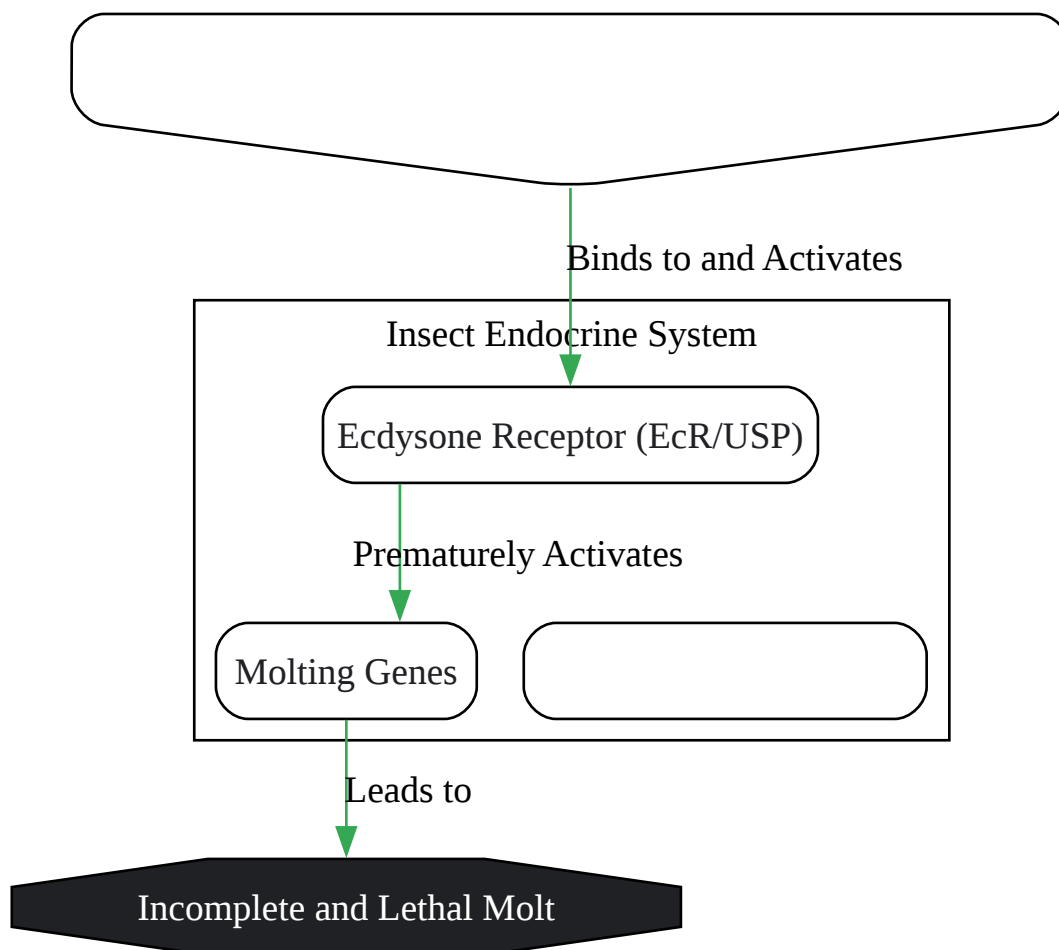 Binds to and Activates
Insect Endocrine System
Ecdysone Receptor (EcR/USP)
Prematurely Activates
Molting Genes
Leads to
Incomplete and Lethal Molt